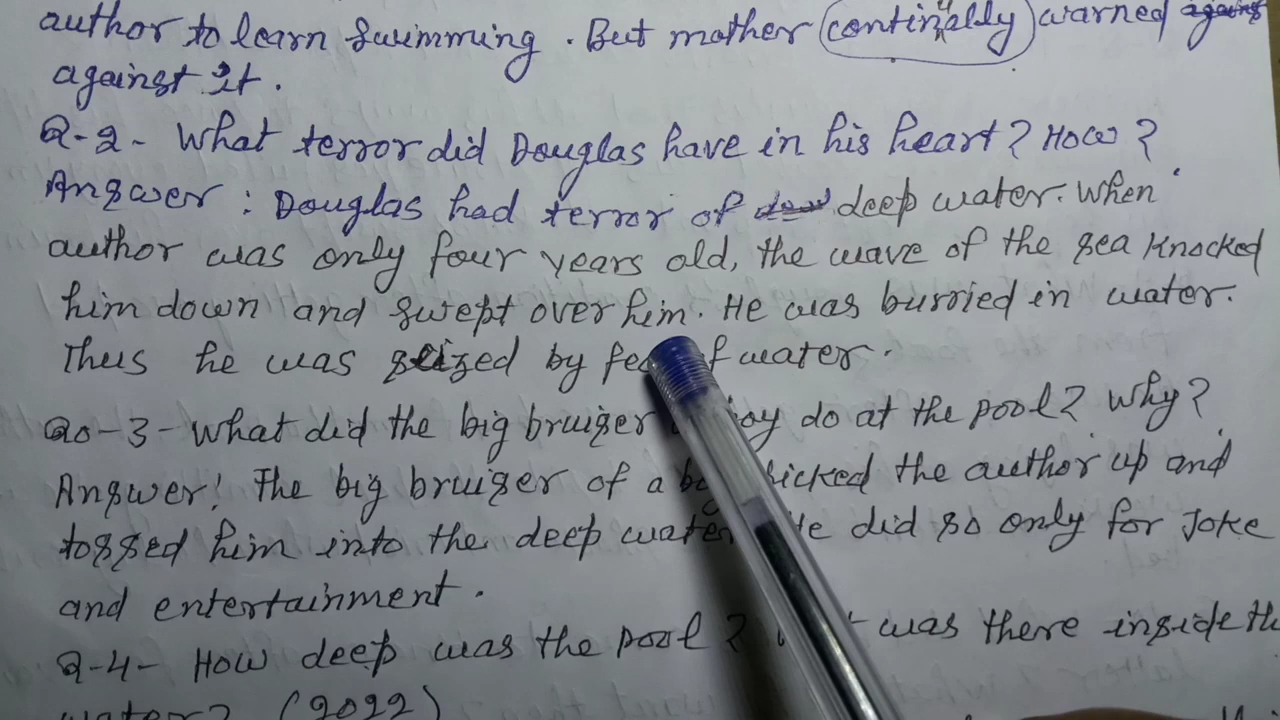 author to learn swimming. But mother continually warned
against It.
Q-2- What terror did Douglas have in his heart? How?
Answer: Douglas had terror of deep water. When
author was only four years old, the wave of the sea knocked
him down and swept over him. He was burried in water.
Thus he was seized by water.
Qo-3- What did the big bruiser do at the pool? Why?
Answer! The big bruiser of a picked the author up and
tossed him into the deep water He did so only for Joke
and entertainment.
Q-4- How deep was the pool? was there inside the
water? (2022)